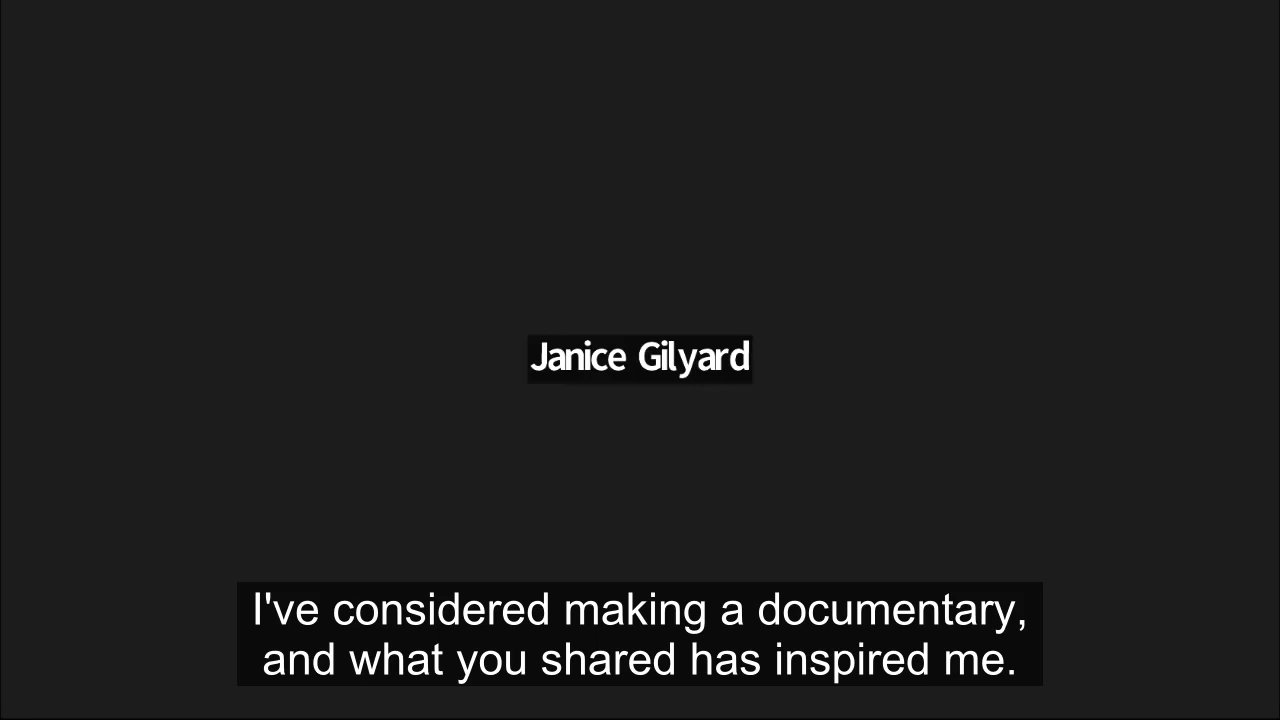 Janice Gilyard
I've considered making a documentary,
and what you shared has inspired me.